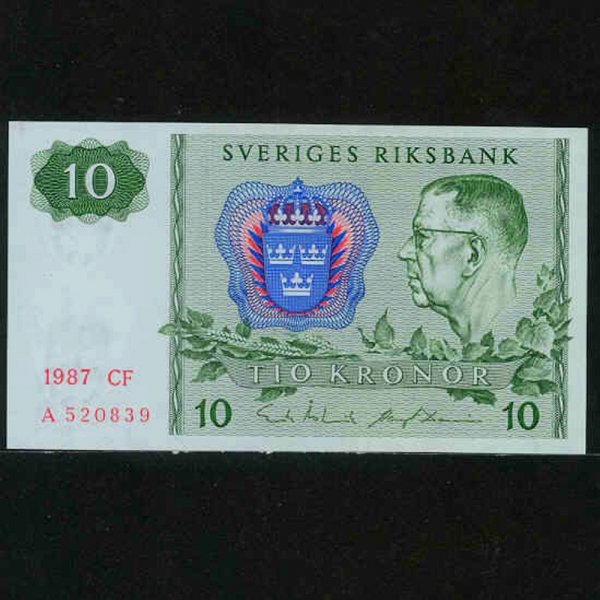 10
SVERIGES RIKSBANK
TIO KRONOR
1987 CF
A 520839
10
10